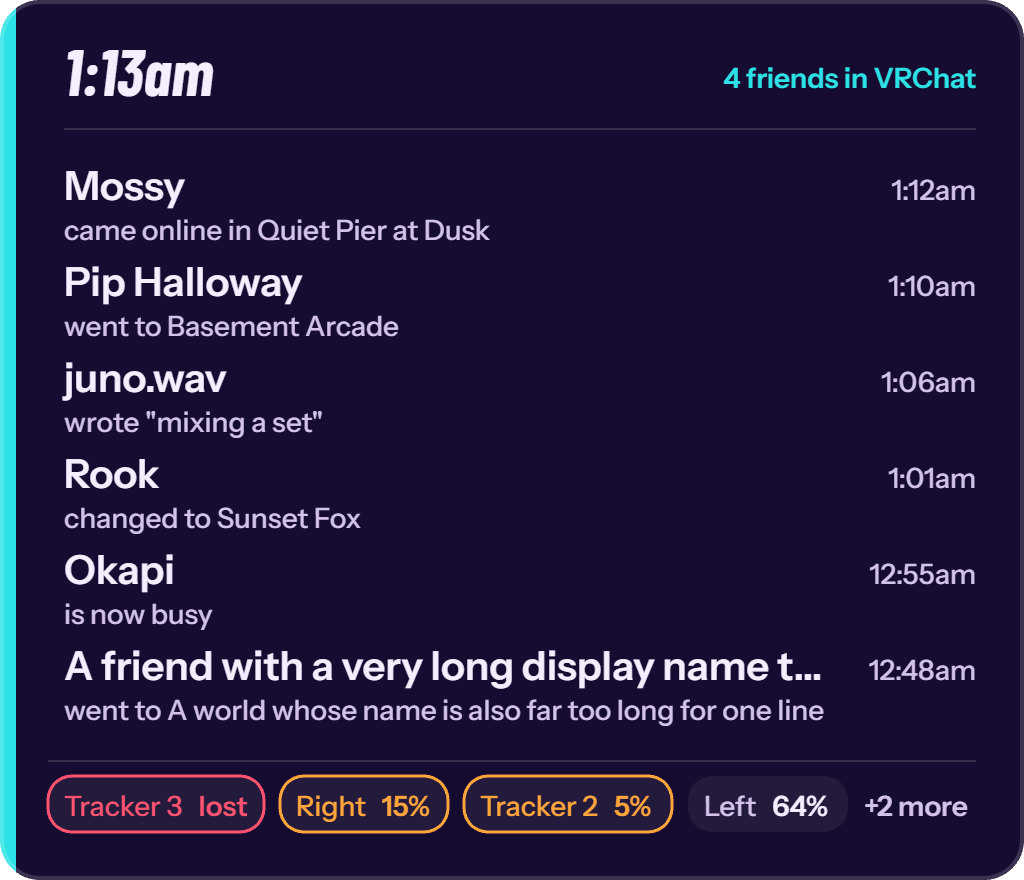 1:13am
4 friends in VRChat
Mossy
1:12am
came online in Quiet Pier at Dusk
Pip Halloway
1:10am
went to Basement Arcade
juno.wav
1:06am
wrote "mixing a set"
Rook
1:01am
changed to Sunset Fox
Okapi
12:55am
is now busy
A friend with a very long display name t...
12:48am
went to A world whose name is also far too long for one line
Tracker 3 lost
Right 15%
Tracker 2 5%
Left 64%
+2 more